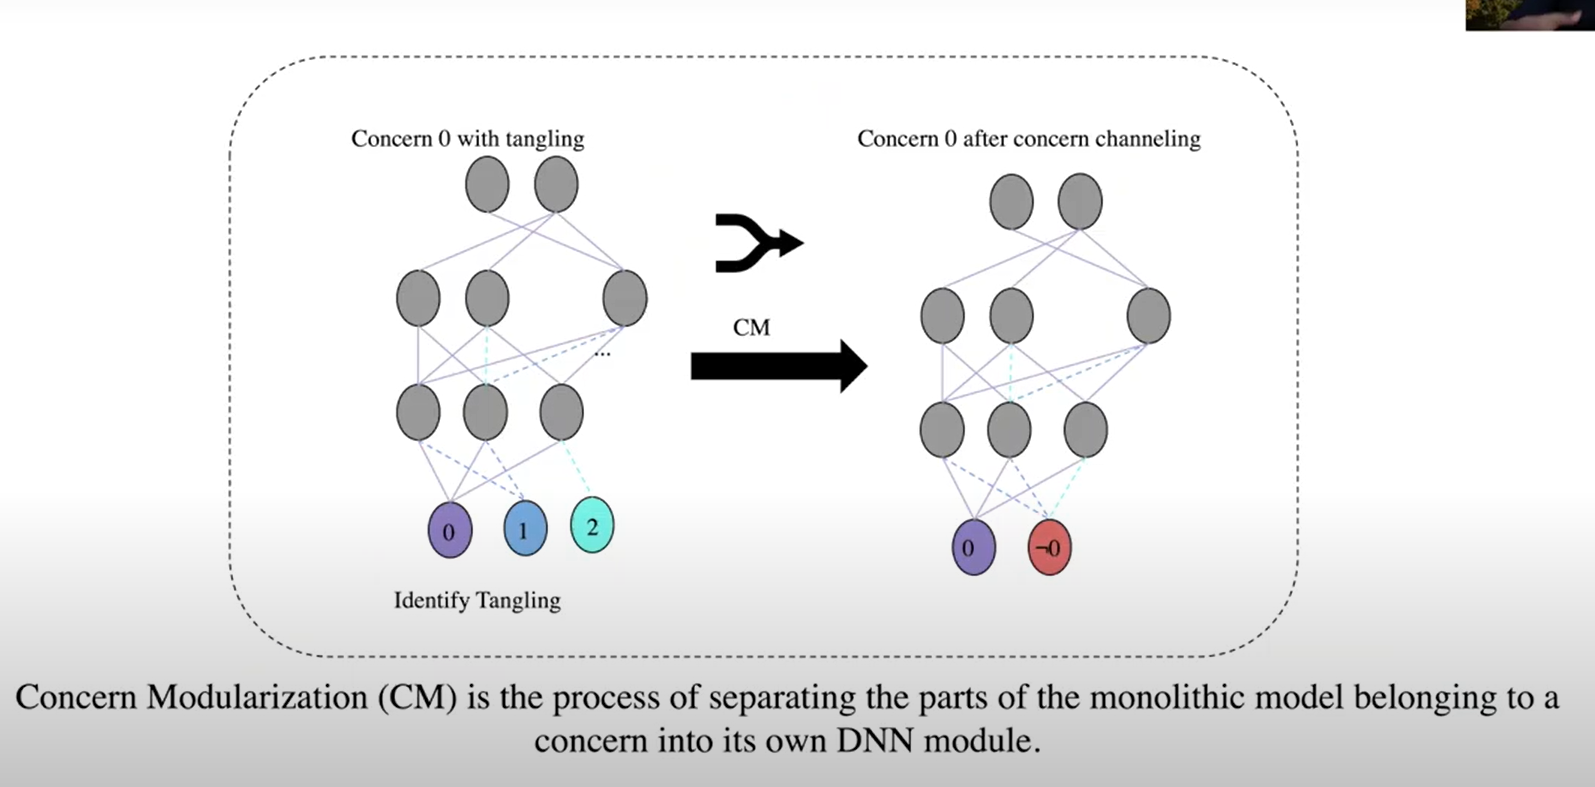 Concern 0 with tangling
Concern 0 after concern channeling
CM
...
0
1
2
0
¬0
Identify Tangling
Concern Modularization (CM) is the process of separating the parts of the monolithic model belonging to a
concern into its own DNN module.